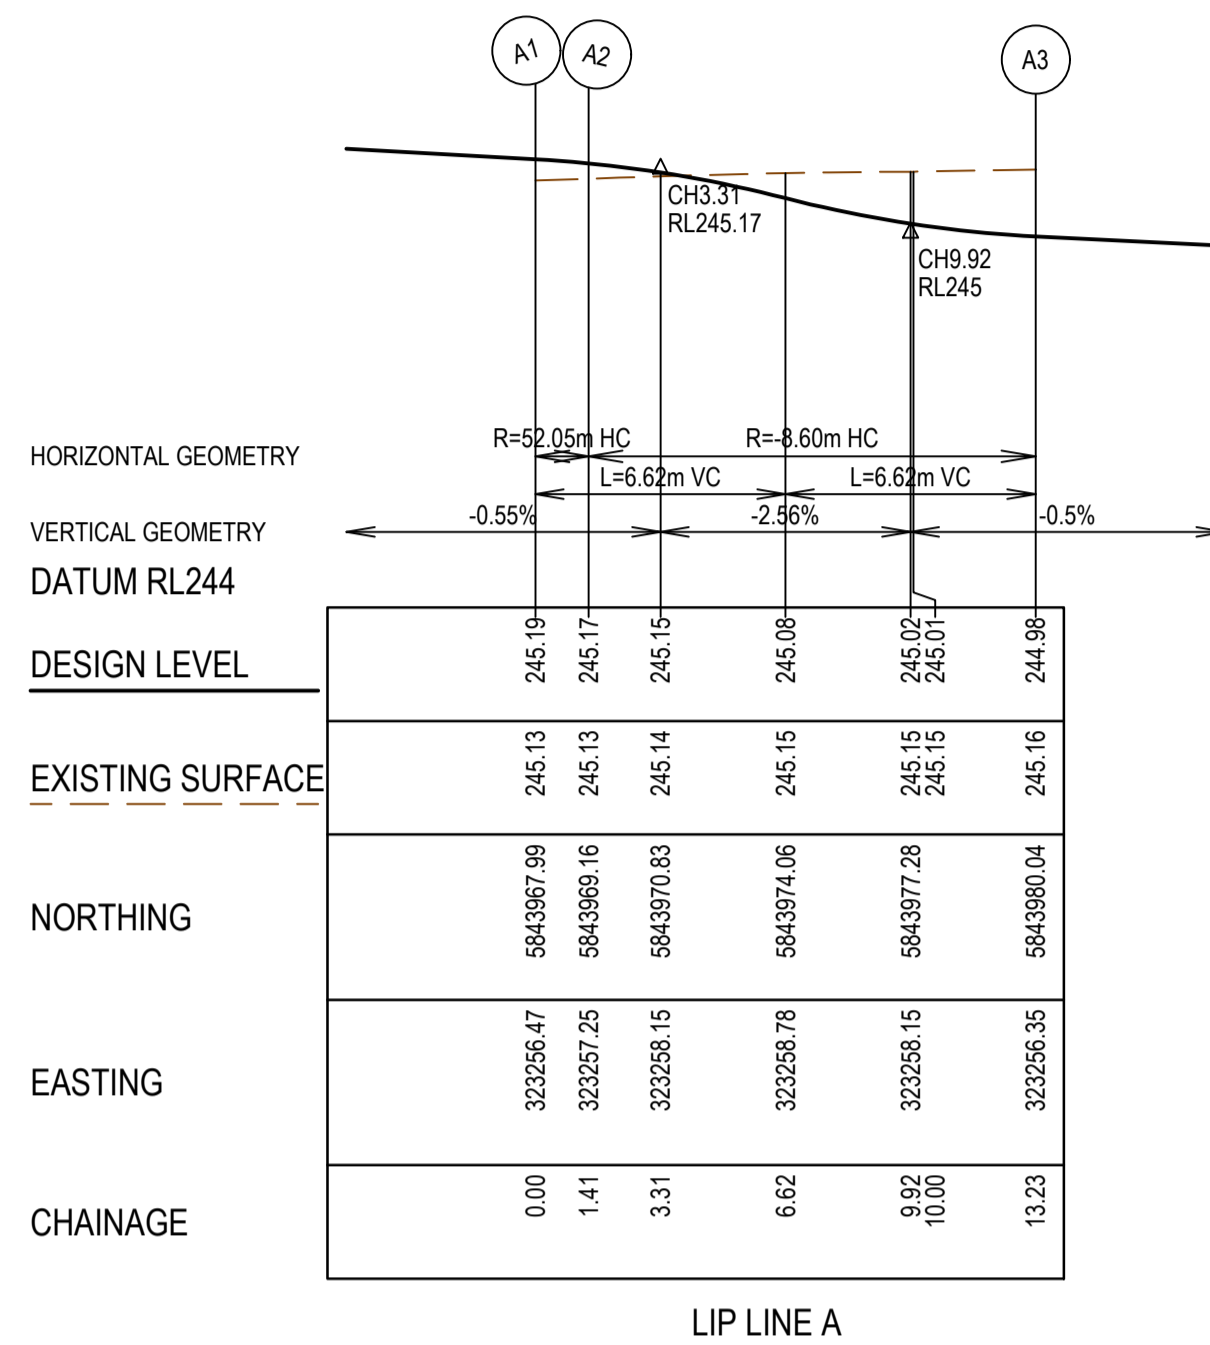 A1 A2 A3
CH3.31
RL245.17
CH9.92
RL245
HORIZONTAL GEOMETRY R=52.05m HC R=-8.60m HC
L=6.62m VC L=6.62m VC
VERTICAL GEOMETRY -0.55% -2.56% -0.5%
DATUM RL244
DESIGN LEVEL 245.19 245.17 245.15 245.08 245.02 245.01 244.98
EXISTING SURFACE 245.13 245.13 245.14 245.15 245.15 245.15 245.16
NORTHING 5843967.99 5843969.16 5843970.83 5843974.06 5843977.28 5843980.04
EASTING 323256.47 323257.25 323258.15 323258.78 323258.15 323256.35
CHAINAGE 0.00 1.41 3.31 6.62 9.92 10.00 13.23
LIP LINE A